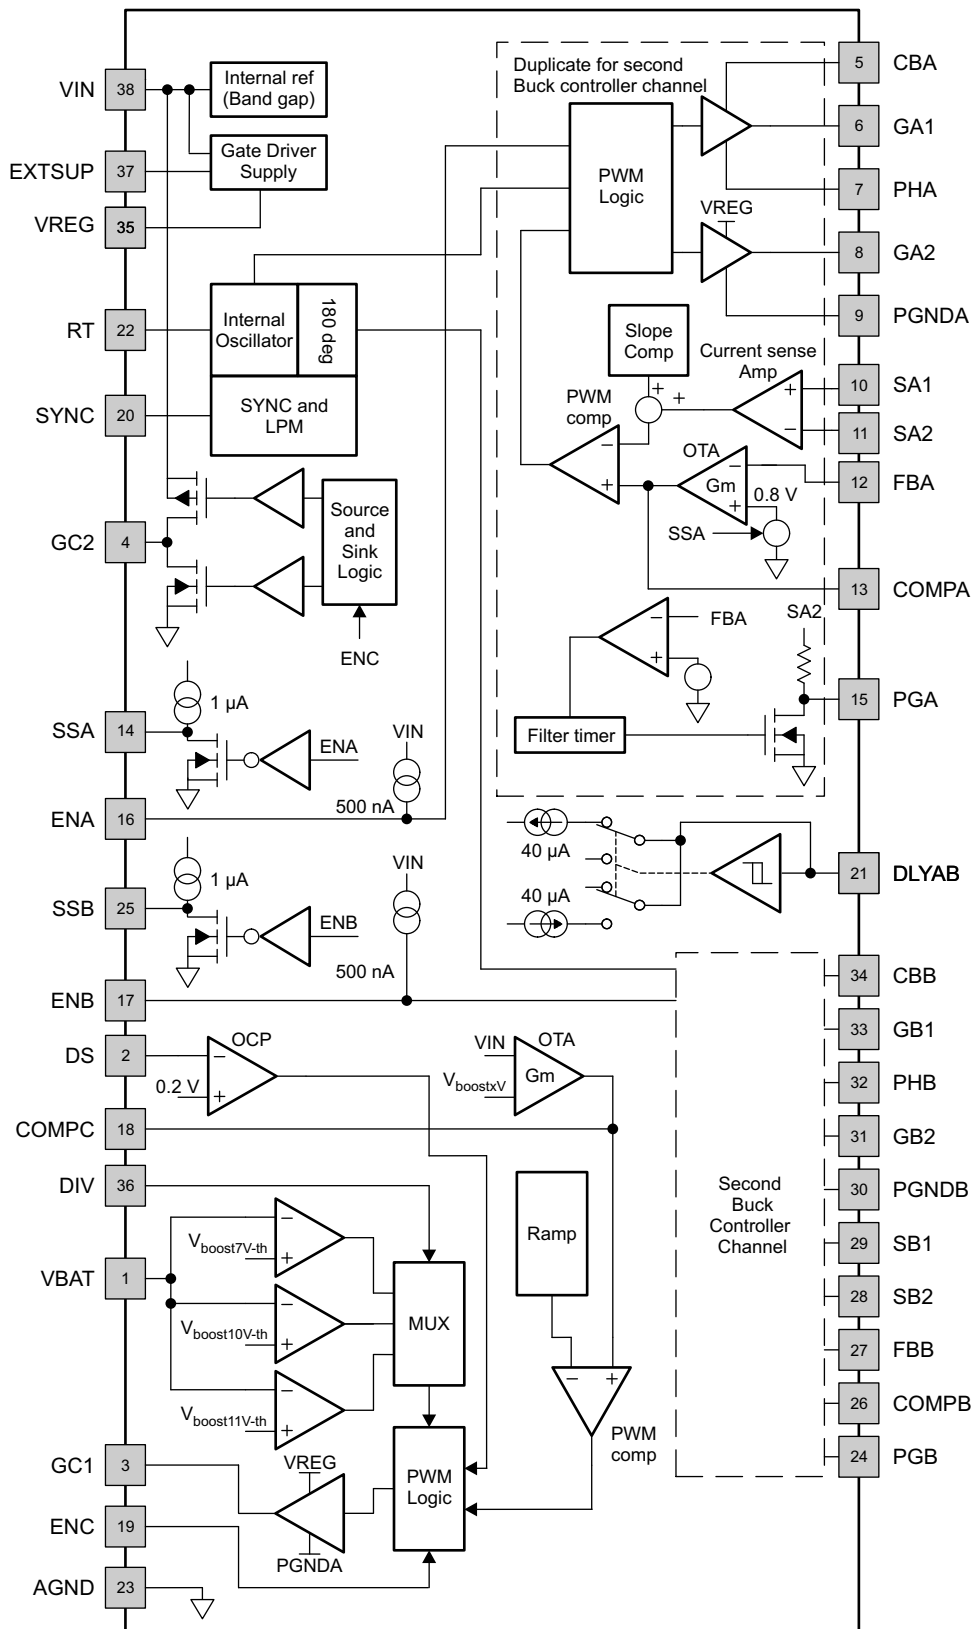 VIN
38
Internal ref
(Band gap)
EXTSUP
37
Gate Driver
Supply
VREG
35
RT
22
Internal
Oscillator
180 deg
SYNC
20
SYNC and
LPM
GC2
4
Source
and
Sink
Logic
ENC
SSA
14
1 µA
ENA
VIN
500 nA
ENA
16
SSB
25
1 µA
ENB
VIN
500 nA
ENB
17
DS
2
OCP
−
+
0.2 V
VIN
OTA
VboostxV
Gm
COMPC
18
DIV
36
VBAT
1
−
Vboost7V-th
+
−
Vboost10V-th
+
−
Vboost11V-th
+
MUX
Ramp
−
+
PWM
comp
GC1
3
VREG
PGNDA
PWM
Logic
ENC
19
AGND
23
Duplicate for second
Buck controller channel
PWM
Logic
VREG
Slope
Comp
Current sense
Amp
+
+
+
−
PWM
comp
−
+
OTA
−
Gm
+
0.8 V
SSA
−
+
FBA
SA2
Filter timer
40 µA
40 µA
Second
Buck
Controller
Channel
5
CBA
6
GA1
7
PHA
8
GA2
9
PGNDA
10
SA1
11
SA2
12
FBA
13
COMPA
15
PGA
21
DLYAB
34
CBB
33
GB1
32
PHB
31
GB2
30
PGNDB
29
SB1
28
SB2
27
FBB
26
COMPB
24
PGB